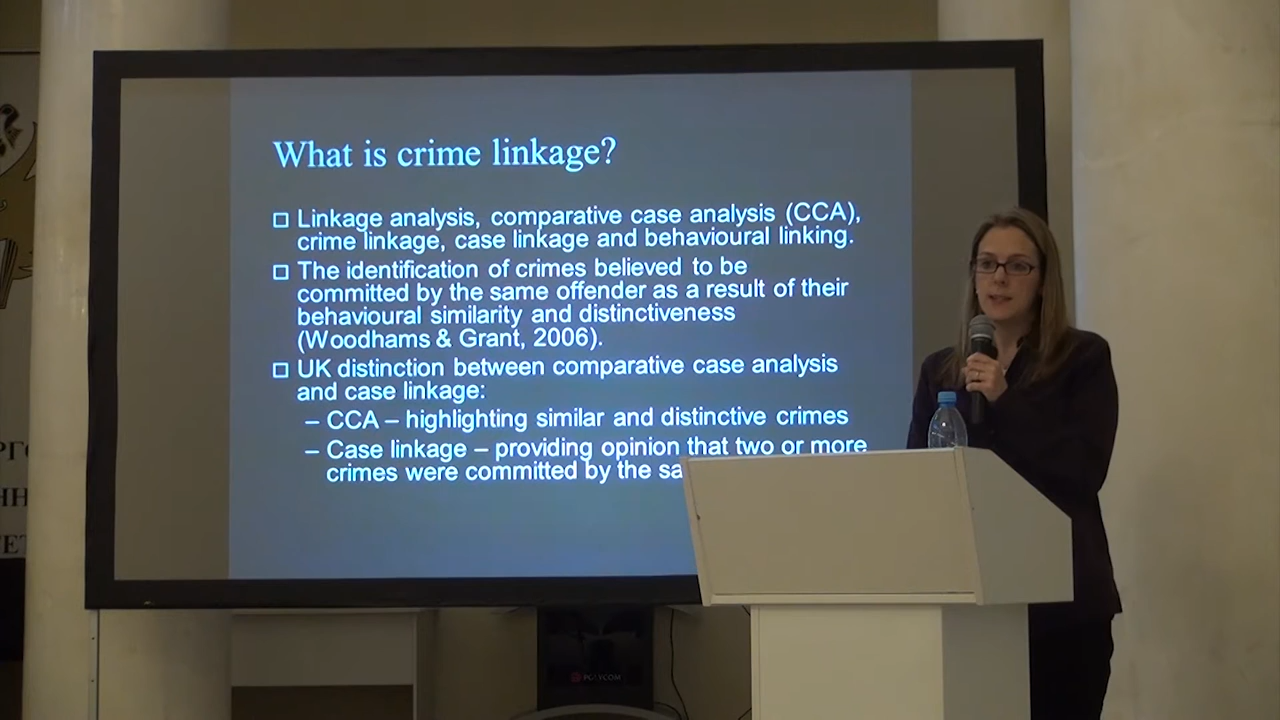 What is crime linkage?
Linkage analysis, comparative case analysis (CCA),
crime linkage, case linkage and behavioural linking.
The identification of crimes believed to be
committed by the same offender as a result of their
behavioural similarity and distinctiveness
(Woodhams & Grant, 2006).
UK distinction between comparative case analysis
and case linkage:
– CCA – highlighting similar and distinctive crimes
– Case linkage – providing opinion that two or more
crimes were committed by the sa
POLYCOM